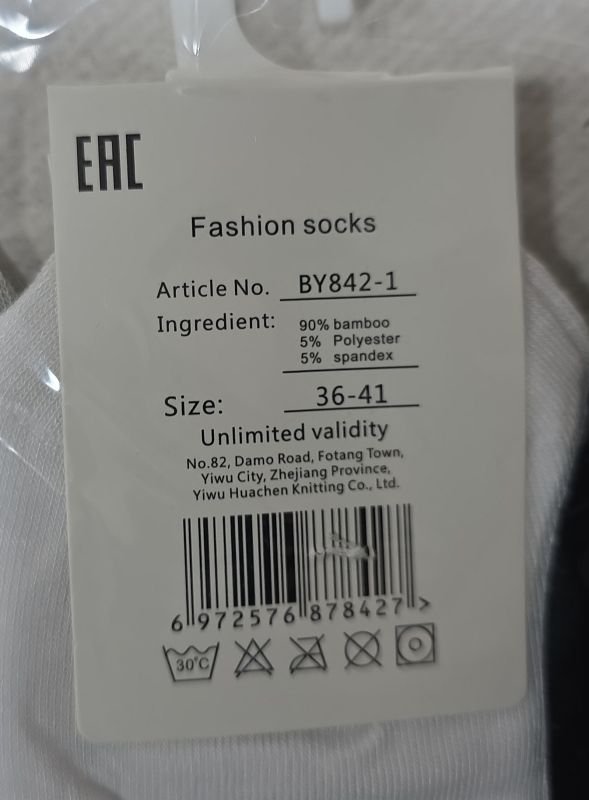 EAC
Fashion socks
Article No. BY842-1
Ingredient: 90% bamboo
5% Polyester
5% spandex
Size: 36-41
Unlimited validity
No.82, Damo Road, Fotang Town,
Yiwu City, Zhejiang Province,
Yiwu Huachen Knitting Co., Ltd.
6 972576 878427 >
30°C